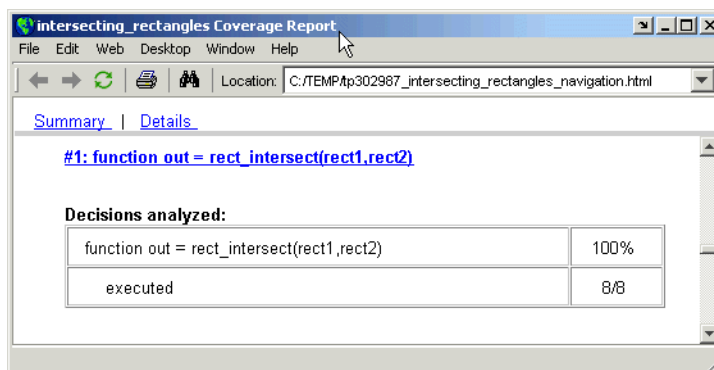 intersecting_rectangles Coverage Report
File Edit Web Desktop Window Help
Location: C:/TEMP/tp302987_intersecting_rectangles_navigation.html
Summary | Details
#1: function out = rect_intersect(rect1,rect2)
Decisions analyzed:
function out = rect_intersect(rect1,rect2) 100%
executed 8/8